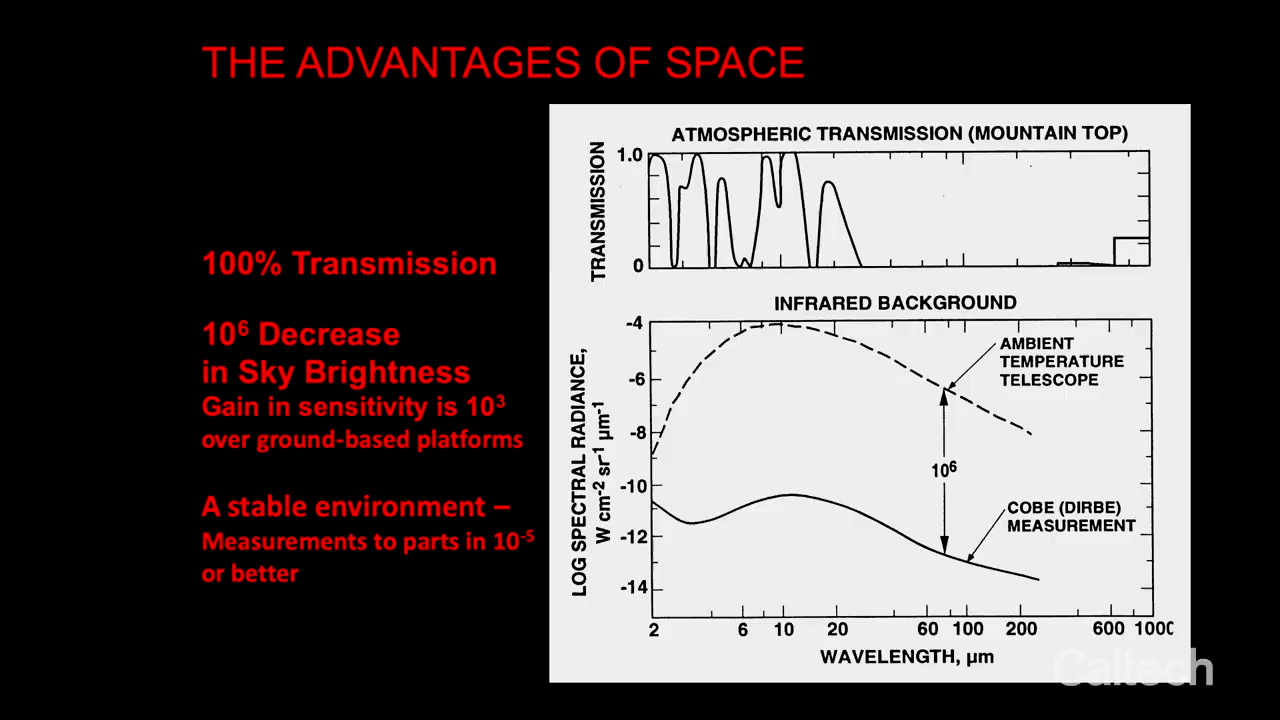 THE ADVANTAGES OF SPACE
100% Transmission
10⁶ Decrease
in Sky Brightness
Gain in sensitivity is 10³
over ground-based platforms
A stable environment –
Measurements to parts in 10⁻⁵
or better
ATMOSPHERIC TRANSMISSION (MOUNTAIN TOP)
TRANSMISSION
1.0
0
INFRARED BACKGROUND
LOG SPECTRAL RADIANCE,
W cm⁻² sr⁻¹ µm⁻¹
-4
-6
-8
-10
-12
-14
AMBIENT
TEMPERATURE
TELESCOPE
10⁶
COBE (DIRBE)
MEASUREMENT
2 6 10 20 60 100 200 600 1000
WAVELENGTH, µm
Caltech